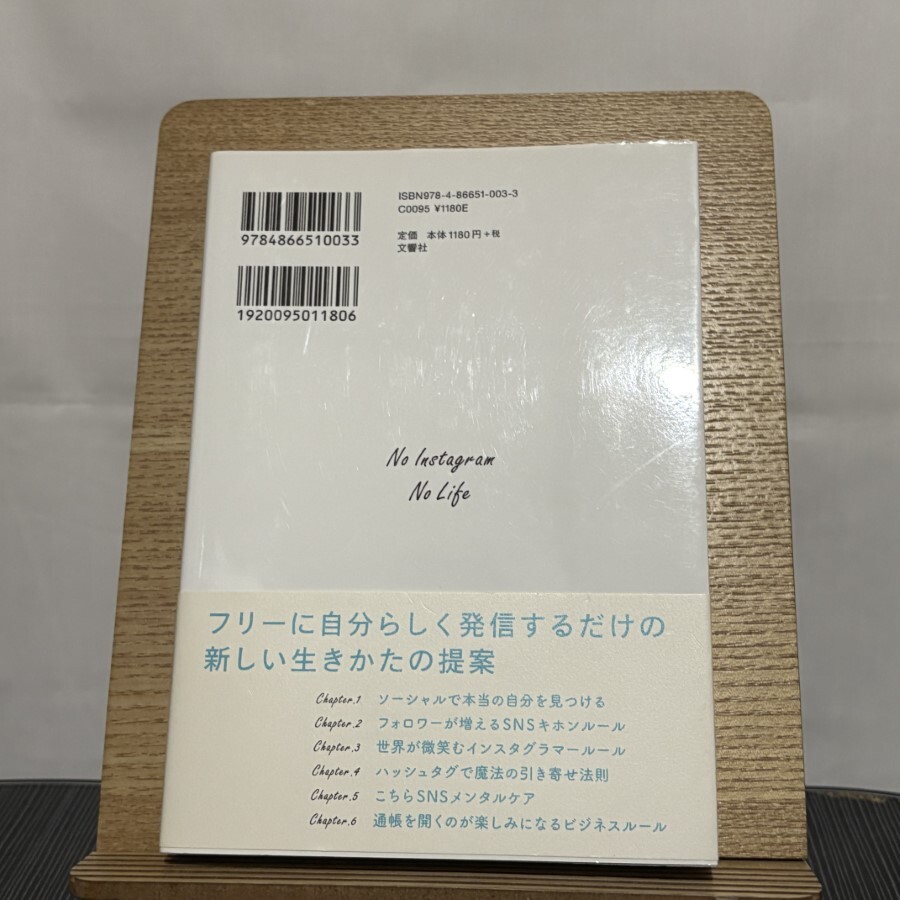 ISBN978-4-86651-003-3
C0095 ¥1180E
9784866510033
定価 本体1180円+税
文響社
1920095011806
No Instagram
No Life
フリーに自分らしく発信するだけの
新しい生きかたの提案
Chapter.1 ソーシャルで本当の自分を見つける
Chapter.2 フォロワーが増えるSNSキホンルール
Chapter.3 世界が微笑むインスタグラマールール
Chapter.4 ハッシュタグで魔法の引き寄せ法則
Chapter.5 こちらSNSメンタルケア
Chapter.6 通帳を開くのが楽しみになるビジネスルール